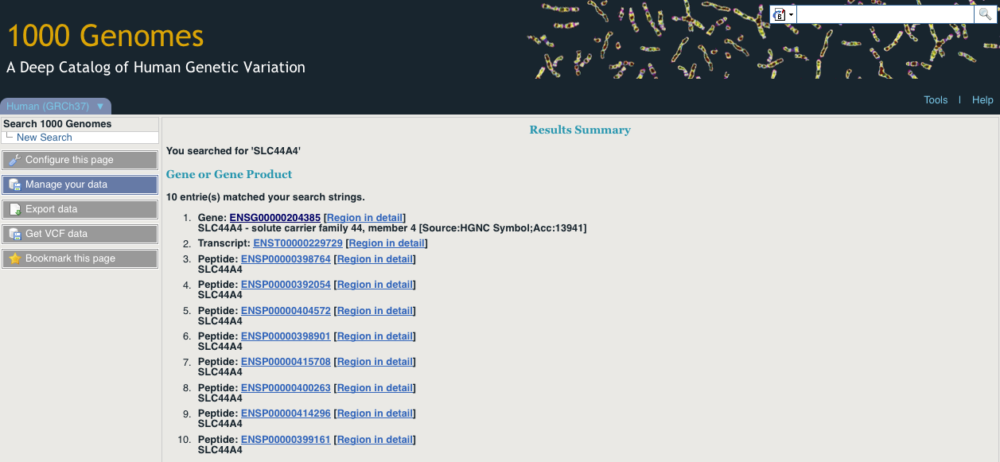 1000 Genomes
A Deep Catalog of Human Genetic Variation
Human (GRCh37) ▼
Tools | Help
Search 1000 Genomes
New Search
Configure this page
Manage your data
Export data
Get VCF data
Bookmark this page
Results Summary
You searched for 'SLC44A4'
Gene or Gene Product
10 entrie(s) matched your search strings.
1. Gene: ENSG00000204385 [Region in detail]
SLC44A4 - solute carrier family 44, member 4 [Source:HGNC Symbol;Acc:13941]
2. Transcript: ENST00000229729 [Region in detail]
3. Peptide: ENSP00000398764 [Region in detail]
SLC44A4
4. Peptide: ENSP00000392054 [Region in detail]
SLC44A4
5. Peptide: ENSP00000404572 [Region in detail]
SLC44A4
6. Peptide: ENSP00000398901 [Region in detail]
SLC44A4
7. Peptide: ENSP00000415708 [Region in detail]
SLC44A4
8. Peptide: ENSP00000400263 [Region in detail]
SLC44A4
9. Peptide: ENSP00000414296 [Region in detail]
SLC44A4
10. Peptide: ENSP00000399161 [Region in detail]
SLC44A4